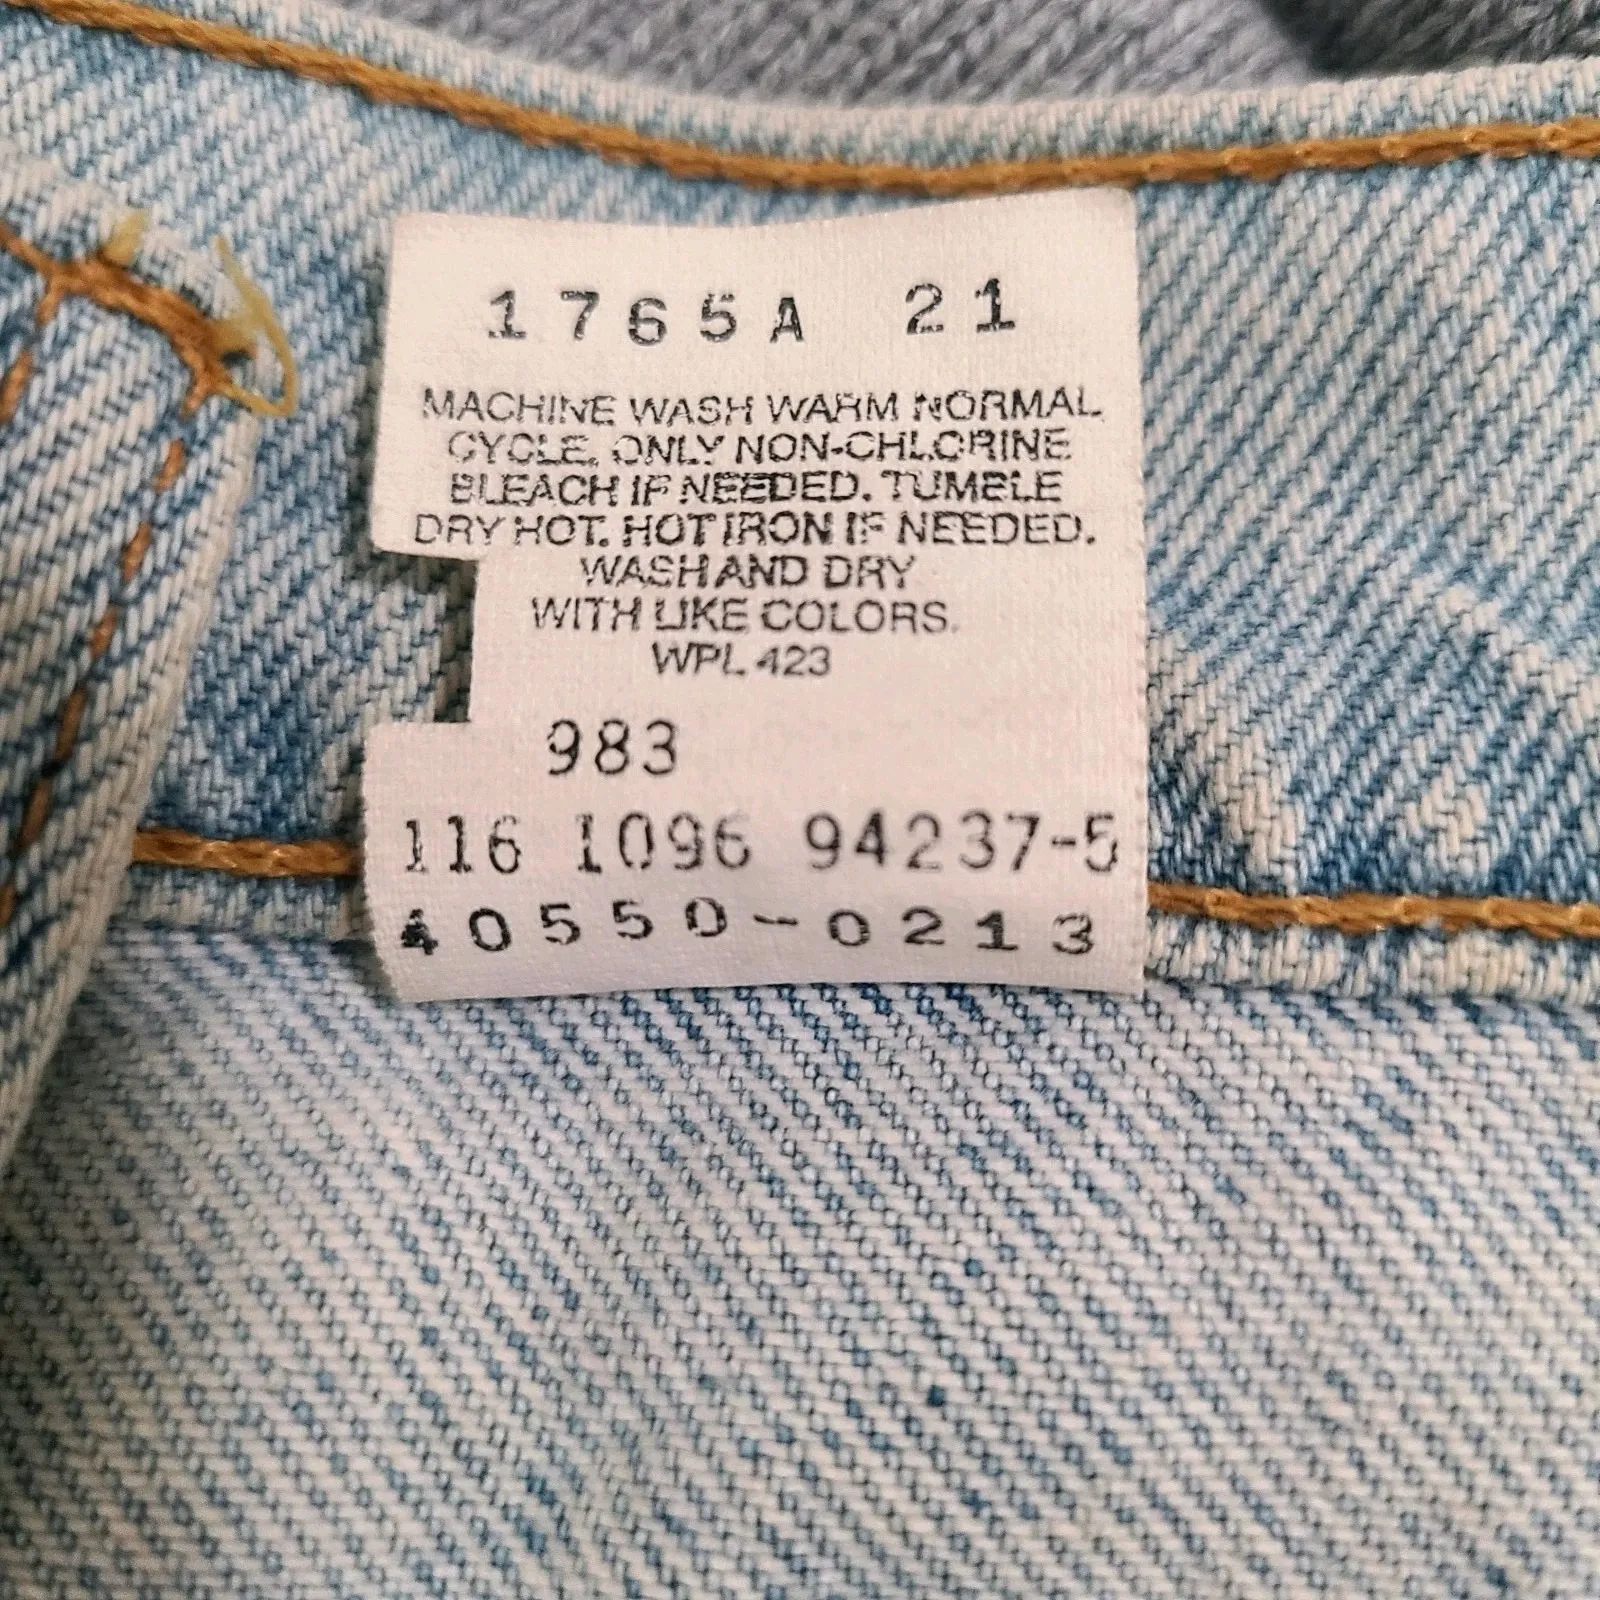 1765A 21
MACHINE WASH WARM NORMAL
CYCLE. ONLY NON-CHLORINE
BLEACH IF NEEDED. TUMBLE
DRY HOT. HOT IRON IF NEEDED.
WASH AND DRY
WITH LIKE COLORS.
WPL 423
983
116 1096 94237-5
40550-0213